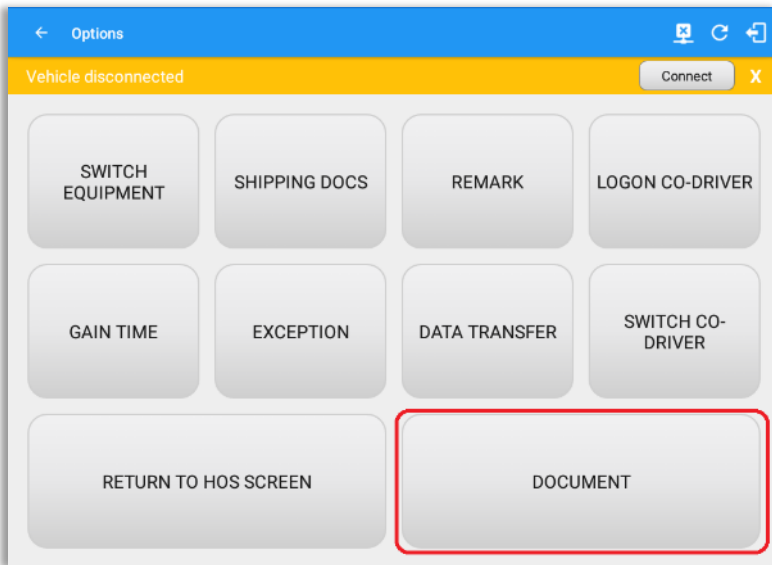 Options
Vehicle disconnected
Connect
X
SWITCH
EQUIPMENT
SHIPPING DOCS
REMARK
LOGON CO-DRIVER
GAIN TIME
EXCEPTION
DATA TRANSFER
SWITCH CO-
DRIVER
RETURN TO HOS SCREEN
DOCUMENT